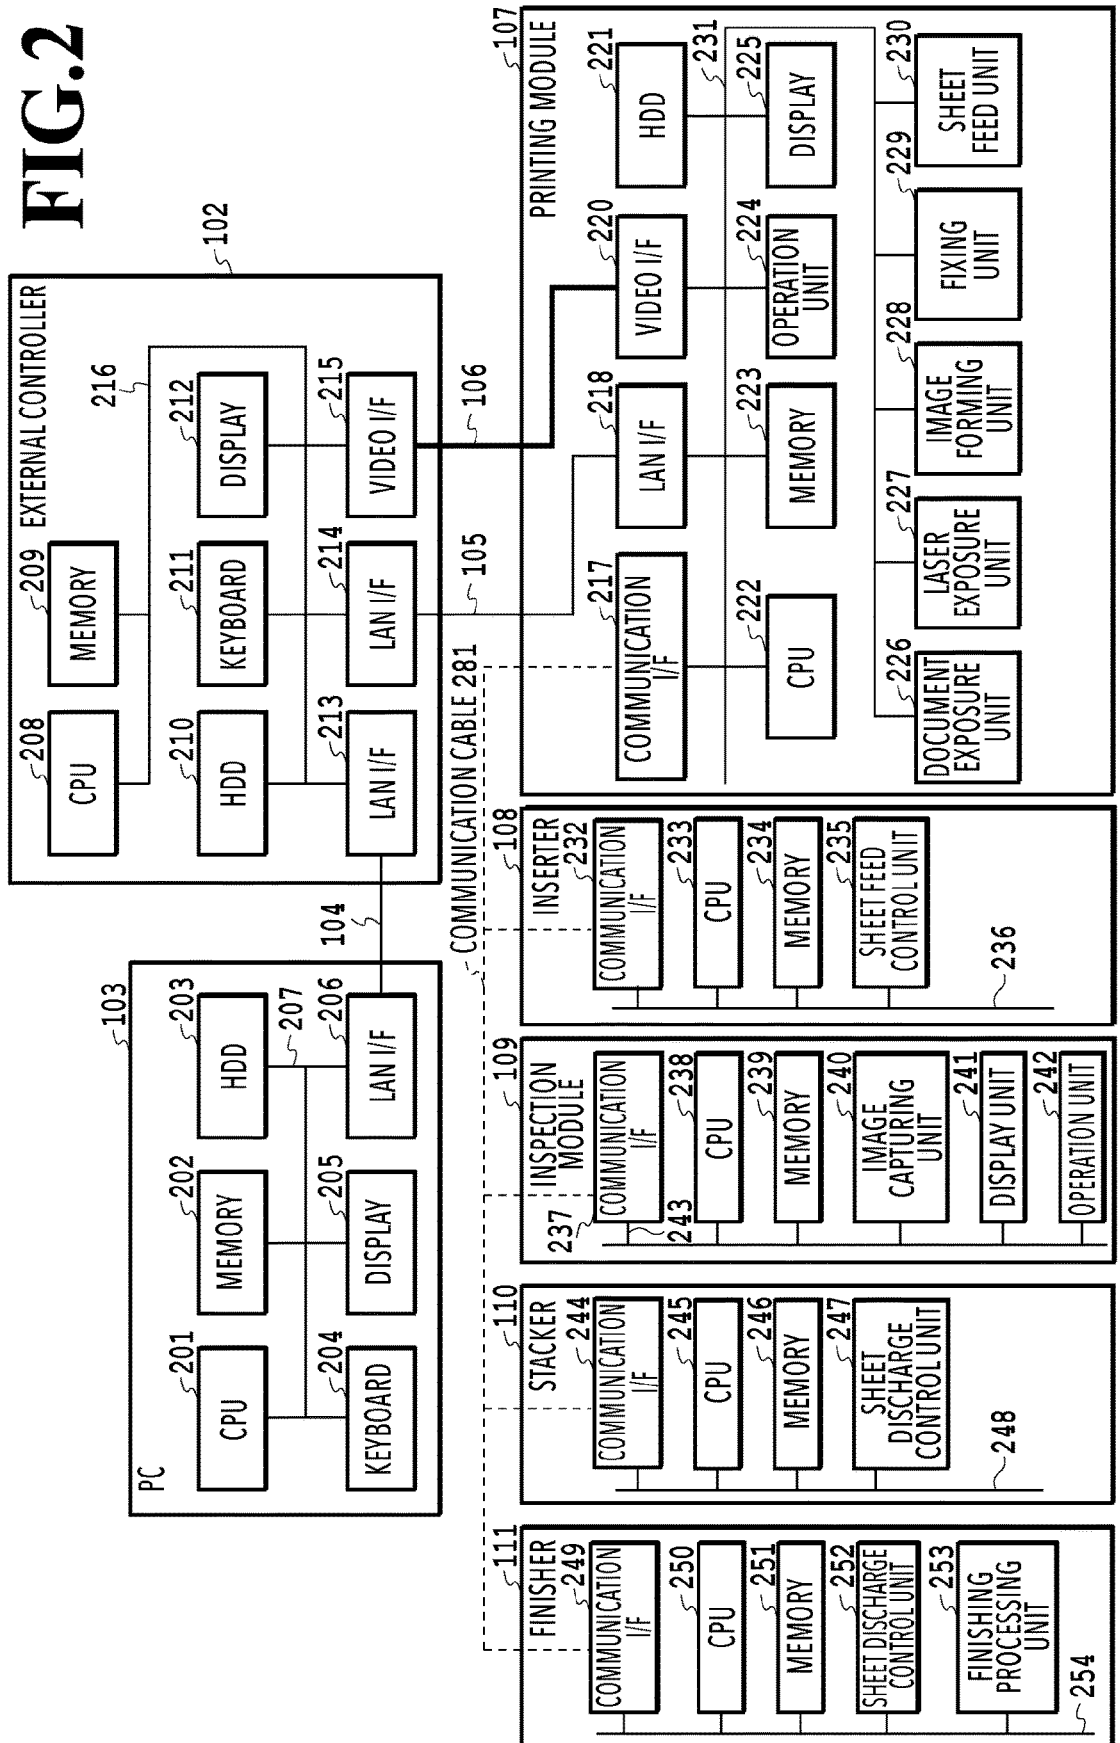 FIG.2
103
PC
201
CPU
202
MEMORY
203
HDD
207
204
KEYBOARD
205
DISPLAY
206
LAN I/F
104
102
EXTERNAL CONTROLLER
208
CPU
209
MEMORY
216
210
HDD
211
KEYBOARD
212
DISPLAY
213
LAN I/F
214
LAN I/F
215
VIDEO I/F
105
106
COMMUNICATION CABLE 281
111
FINISHER
249
COMMUNICATION
I/F
250
CPU
251
MEMORY
252
SHEET DISCHARGE
CONTROL UNIT
253
FINISHING
PROCESSING
UNIT
254
110
STACKER
244
COMMUNICATION
I/F
245
CPU
246
MEMORY
247
SHEET
DISCHARGE
CONTROL UNIT
248
109
INSPECTION
MODULE
237
COMMUNICATION
I/F
243
238
CPU
239
MEMORY
240
IMAGE
CAPTURING
UNIT
241
DISPLAY UNIT
242
OPERATION UNIT
108
INSERTER
232
COMMUNICATION
I/F
233
CPU
234
MEMORY
235
SHEET FEED
CONTROL UNIT
236
107
PRINTING MODULE
217
COMMUNICATION
I/F
218
LAN I/F
220
VIDEO I/F
221
HDD
231
222
CPU
223
MEMORY
224
OPERATION
UNIT
225
DISPLAY
226
DOCUMENT
EXPOSURE
UNIT
227
LASER
EXPOSURE
UNIT
228
IMAGE
FORMING
UNIT
229
FIXING
UNIT
230
SHEET
FEED UNIT